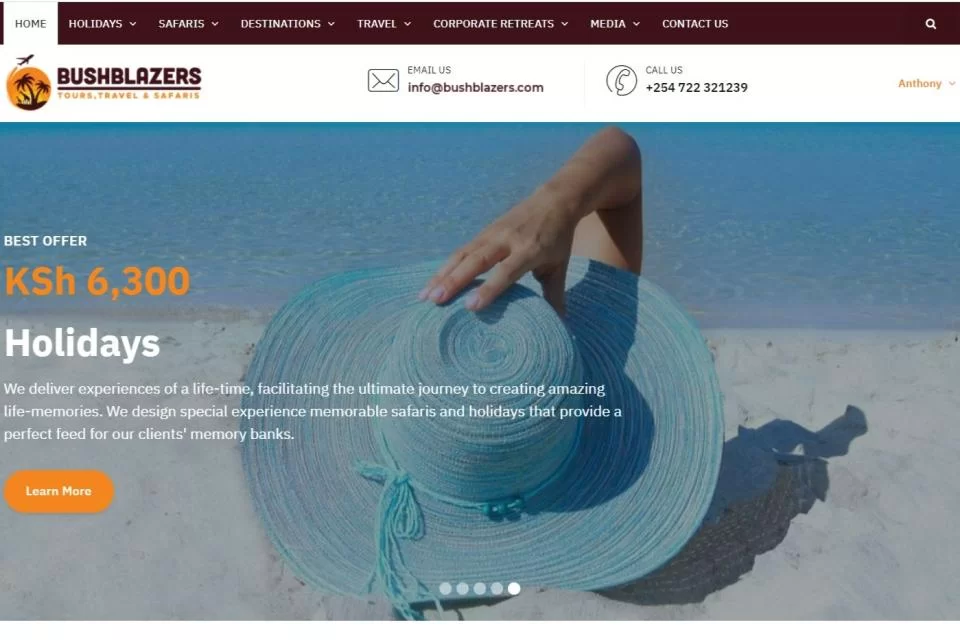 HOME HOLIDAYS SAFARIS DESTINATIONS TRAVEL CORPORATE RETREATS MEDIA CONTACT US
BUSHBLAZERS
TOURS,TRAVEL & SAFARIS
EMAIL US
info@bushblazers.com
CALL US
+254 722 321239
Anthony
BEST OFFER
KSh 6,300
Holidays
We deliver experiences of a life-time, facilitating the ultimate journey to creating amazing
life-memories. We design special experience memorable safaris and holidays that provide a
perfect feed for our clients' memory banks.
Learn More